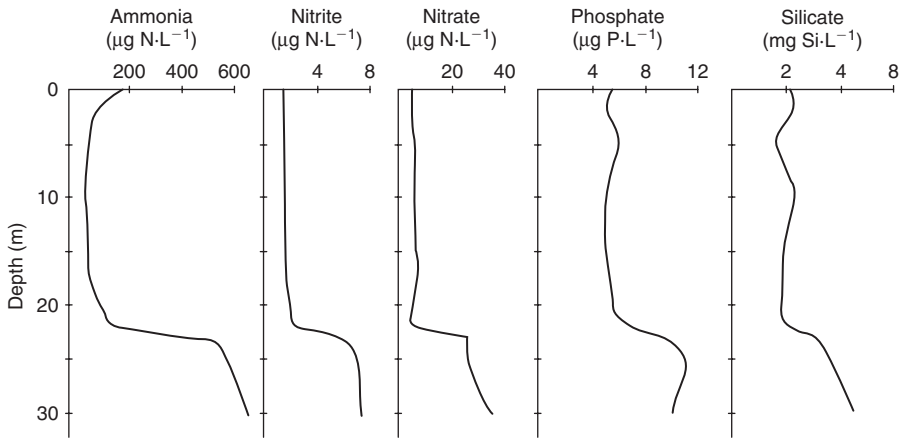 Ammonia Nitrite Nitrate Phosphate Silicate
(μg N·L⁻¹) (μg N·L⁻¹) (μg N·L⁻¹) (μg P·L⁻¹) (mg Si·L⁻¹)
200 400 600 4 8 20 40 4 8 12 2 4 8
0
10
20
30
Depth (m)